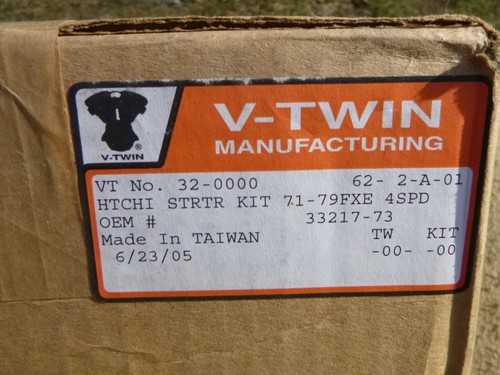 V-TWIN
MANUFACTURING
® V-TWIN
VT No. 32-0000 62- 2-A-01
HTCHI STRTR KIT 71-79FXE 4SPD
OEM # 33217-73
Made In TAIWAN TW KIT
6/23/05 -00- -00